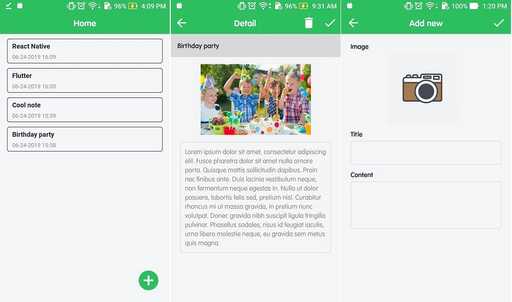 96% 4:09 PM
Home
React Native
06-24-2019 16:09
Flutter
06-24-2019 16:09
Cool note
06-24-2019 16:09
Birthday party
06-24-2019 15:58
96% 9:31 AM
Detail
Birthday party
Lorem ipsum dolor sit amet, consectetur adipiscing
elit. Fusce pharetra dolor sit amet nulla ornare
porta. Quisque mattis sollicitudin dapibus. Proin
nec finibus ante. Duis lacinia vestibulum neque,
non fermentum neque egestas in. Nulla ut dolor
posuere, lobortis felis sed, pretium nisl. Curabitur
rhoncus mi ut massa gravida, in pretium nunc
volutpat. Donec gravida nibh suscipit ligula fringilla
pulvinar. Phasellus sodales, risus id feugiat iaculis,
urna libero molestie neque, eu gravida sem metus
quis magna.
100% 1:20 PM
Add new
Image
Title
Content